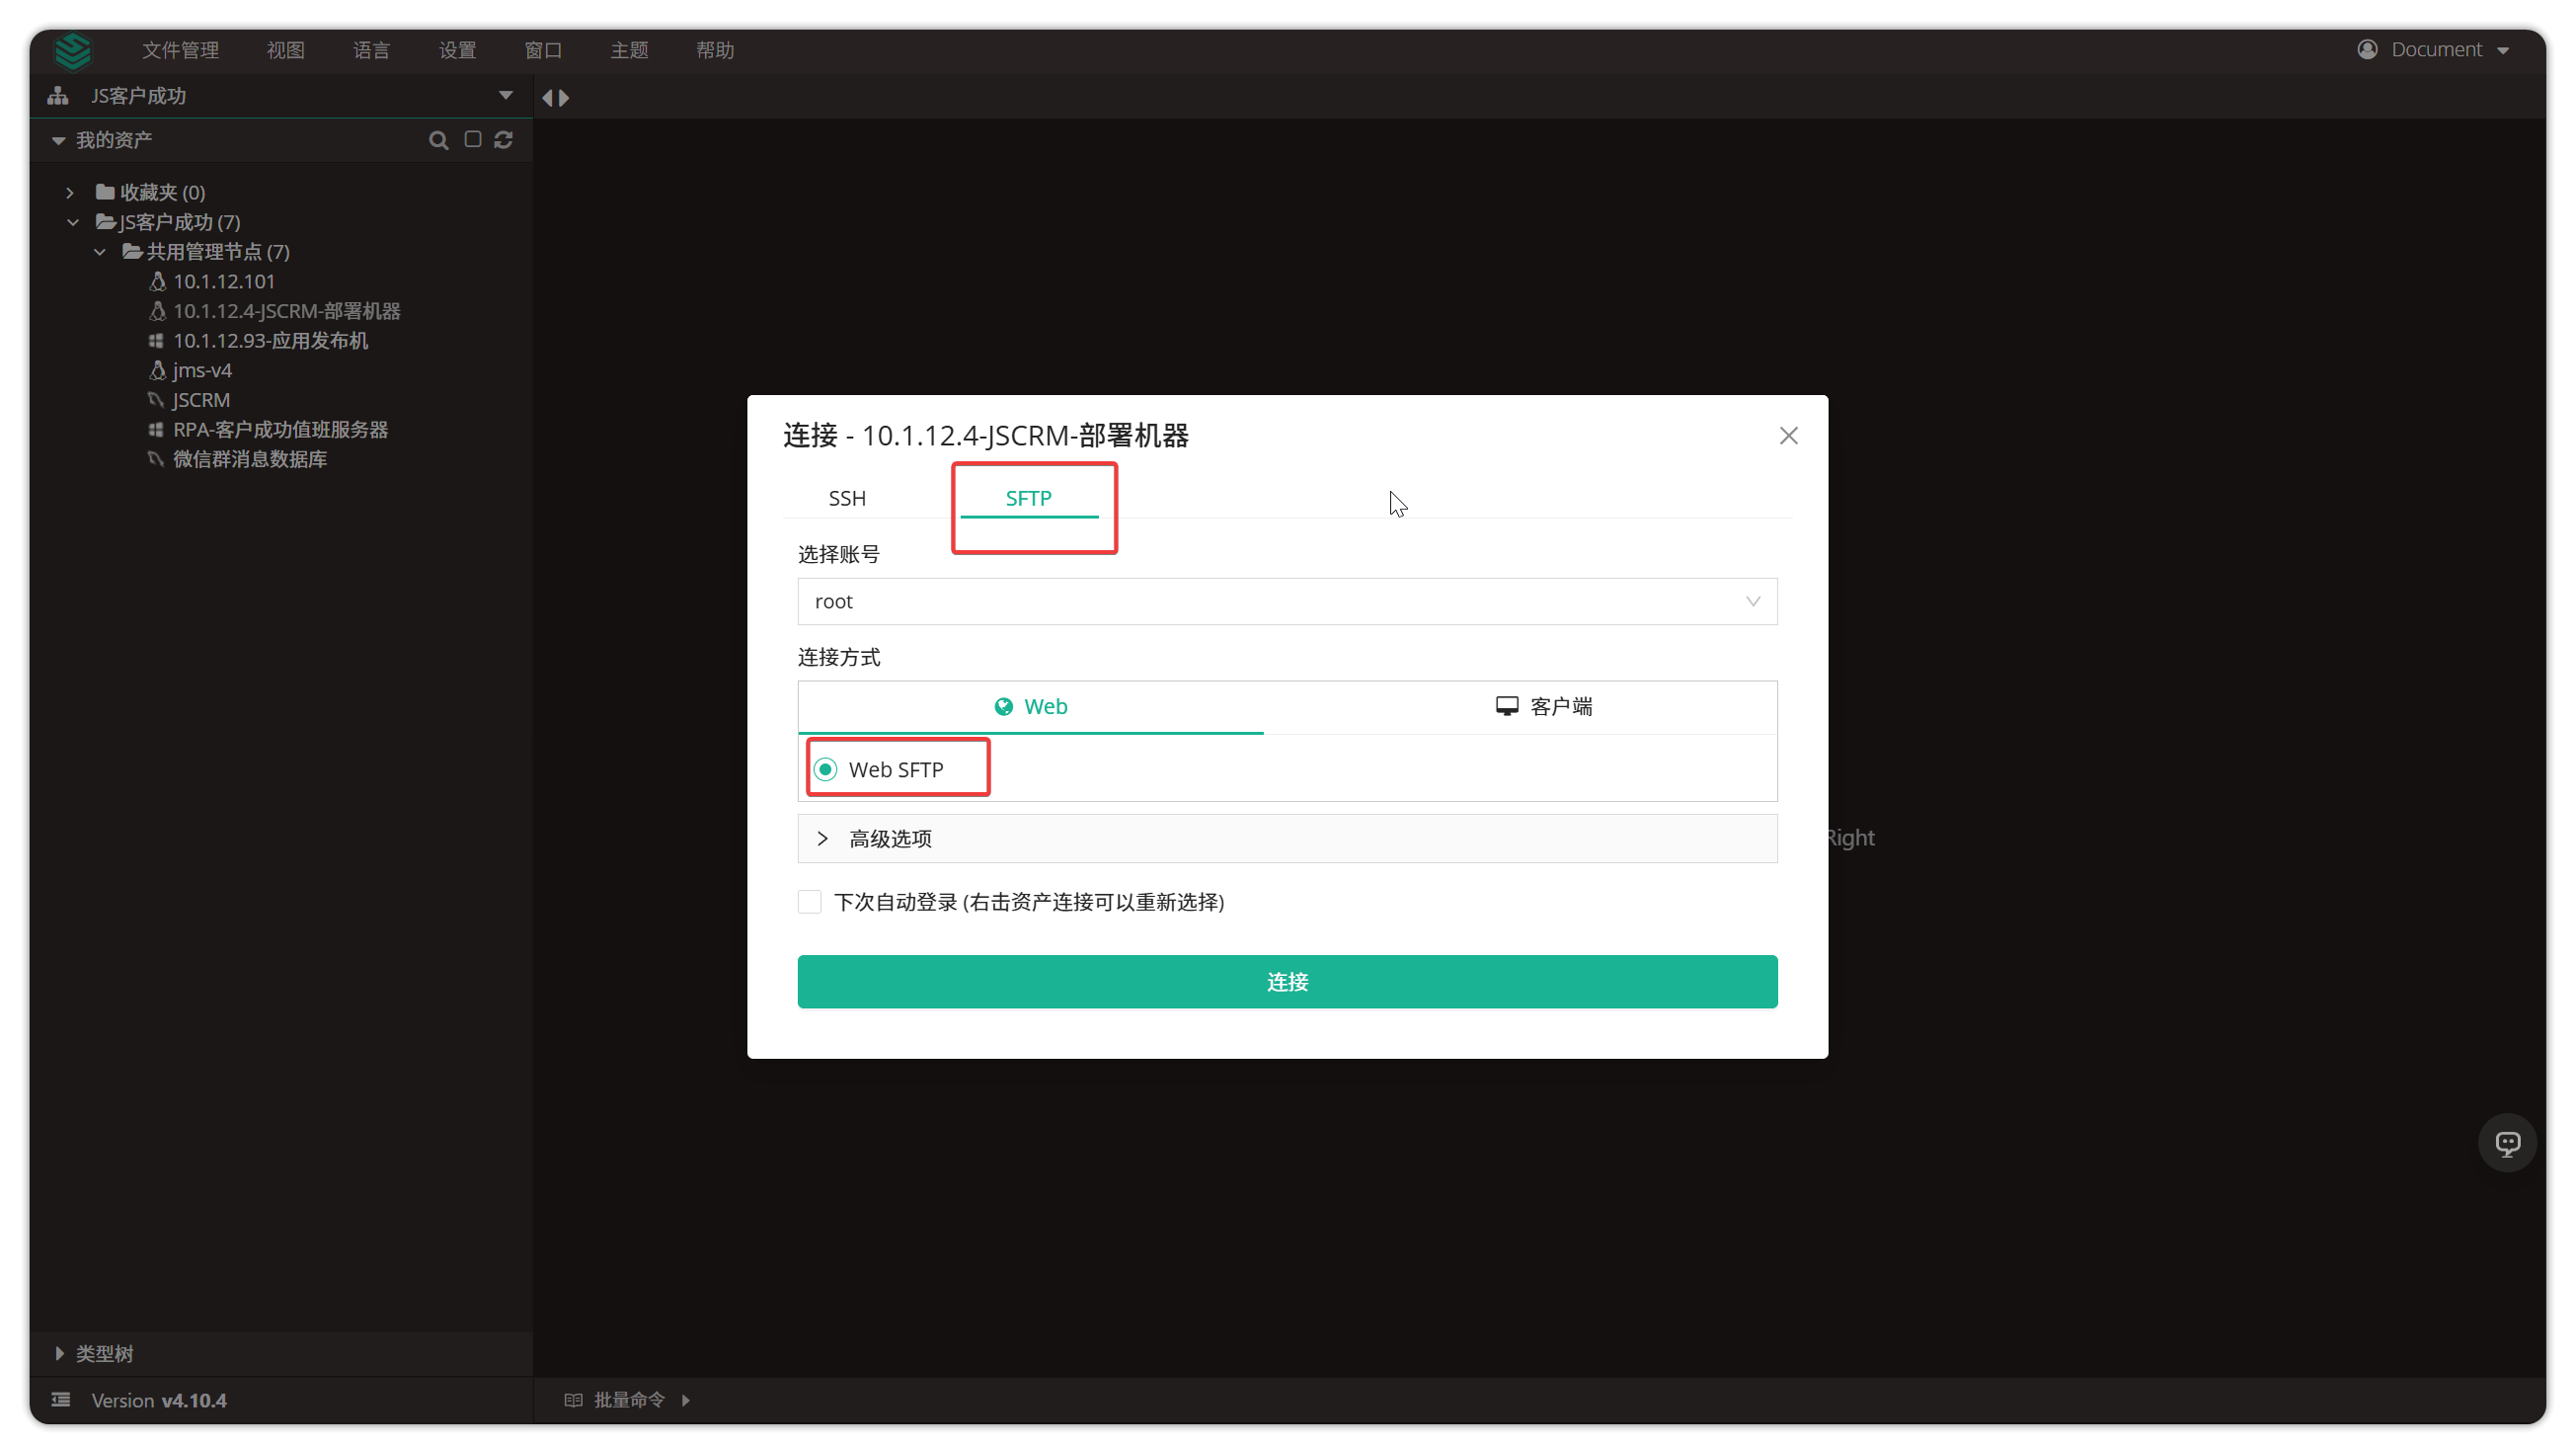 文件管理 视图 语言 设置 窗口 主题 帮助 Document
JS客户成功
我的资产
收藏夹 (0)
JS客户成功 (7)
共用管理节点 (7)
10.1.12.101
10.1.12.4-JSCRM-部署机器
10.1.12.93-应用发布机
jms-v4
JSCRM
RPA-客户成功值班服务器
微信群消息数据库
连接 - 10.1.12.4-JSCRM-部署机器
SSH SFTP
选择账号
root
连接方式
Web 客户端
Web SFTP
高级选项
Right
下次自动登录 (右击资产连接可以重新选择)
连接
类型树
Version v4.10.4 批量命令